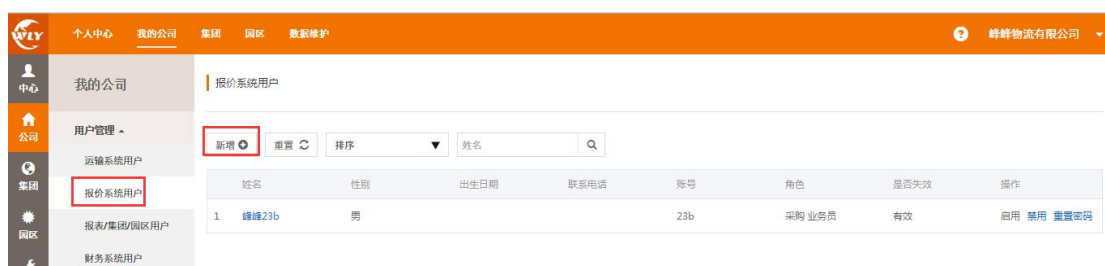 WLY 个人中心 我的公司 集团 园区 数据维护 ? 峰峰物流有限公司
中心
公司
集团
园区
我的公司
用户管理
运输系统用户
报价系统用户
报表/集团/园区用户
财务系统用户
报价系统用户
新增 重置 排序 姓名
姓名 性别 出生日期 联系电话 账号 角色 是否失效 操作
1 峰峰23b 男 23b 采购 业务员 有效 启用 禁用 重置密码